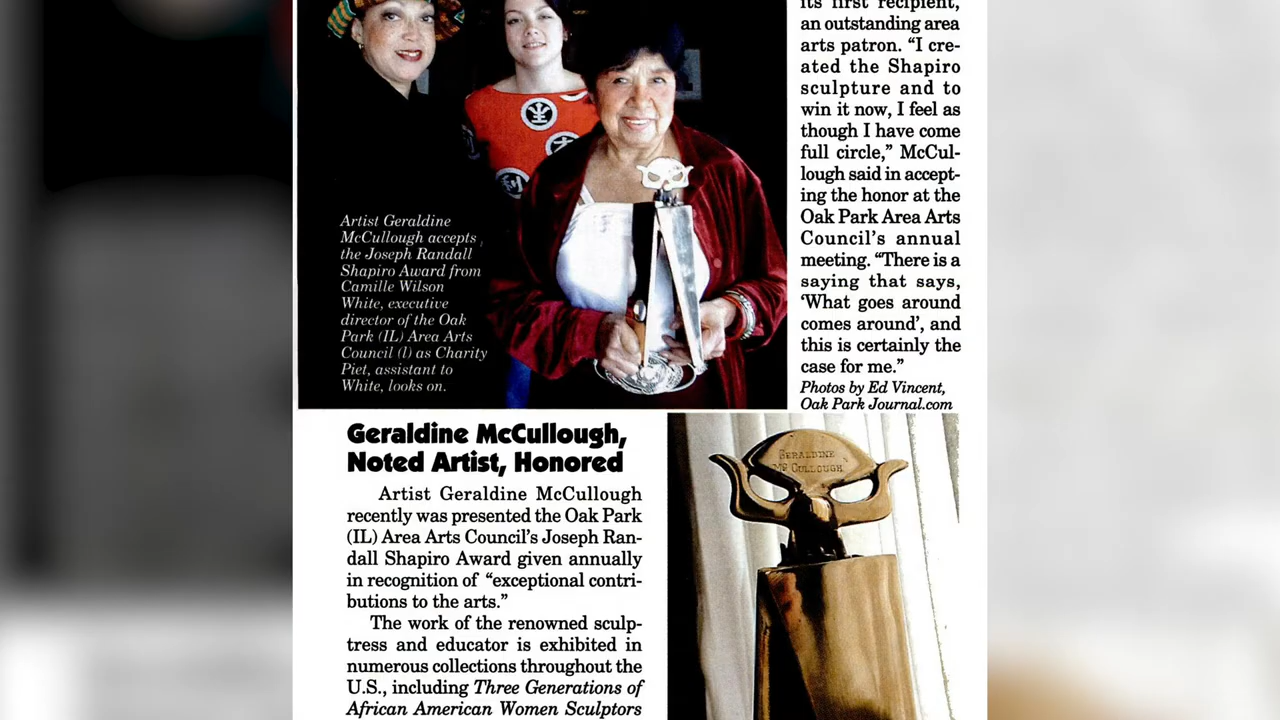 Artist Geraldine
McCullough accepts
the Joseph Randall
Shapiro Award from
Camille Wilson
White, executive
director of the Oak
Park (IL) Area Arts
Council (l) as Charity
Piet, assistant to
White, looks on.
Geraldine McCullough,
Noted Artist, Honored
Artist Geraldine McCullough
recently was presented the Oak Park
(IL) Area Arts Council's Joseph Ran-
dall Shapiro Award given annually
in recognition of “exceptional contri-
butions to the arts.”
The work of the renowned sculp-
tress and educator is exhibited in
numerous collections throughout the
U.S., including Three Generations of
African American Women Sculptors
its first recipient,
an outstanding area
arts patron. “I cre-
ated the Shapiro
sculpture and to
win it now, I feel as
though I have come
full circle,” McCul-
lough said in accept-
ing the honor at the
Oak Park Area Arts
Council’s annual
meeting. “There is a
saying that says,
‘What goes around
comes around’, and
this is certainly the
case for me.”
Photos by Ed Vincent,
Oak Park Journal.com
GERALDINE
MCCULLOUGH